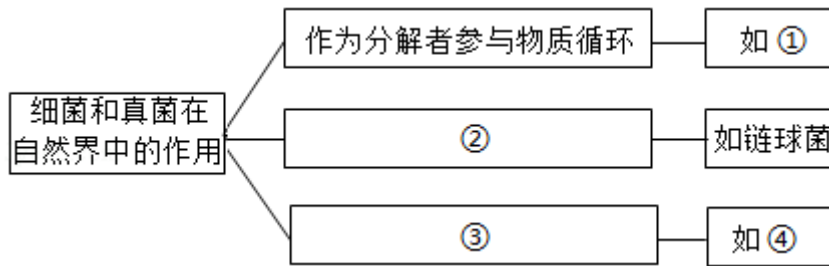 作为分解者参与物质循环
如 ①
细菌和真菌在
自然界中的作用
②
如链球菌
③
如 ④